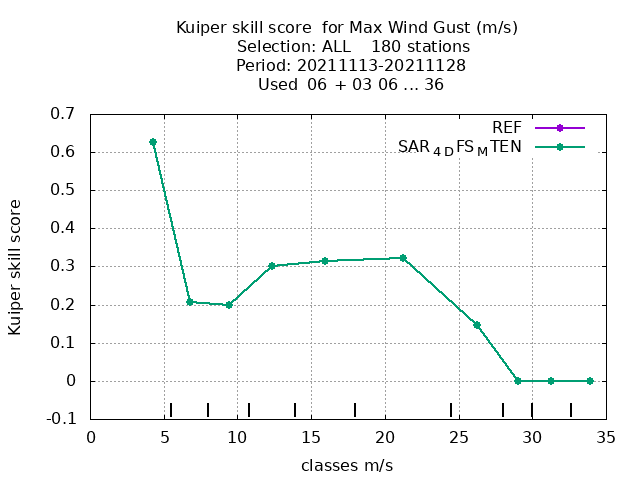 Kuiper skill score  for Max Wind Gust (m/s)
Selection: ALL    180 stations
Period: 20211113-20211128
Used  06 + 03 06 ... 36
0.7
0.6
0.5
0.4
0.3
0.2
0.1
0
-0.1
Kuiper skill score
REF
SAR4DFSMTEN
0 5 10 15 20 25 30 35
classes m/s